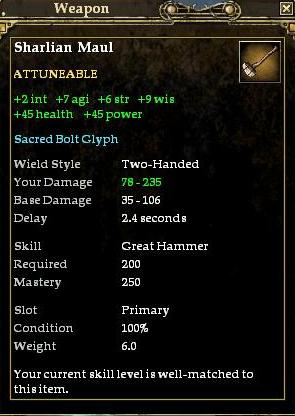 Weapon
Sharlian Maul
ATTUNEABLE
+2 int +7 agi +6 str +9 wis
+45 health +45 power
Sacred Bolt Glyph
Wield Style Two-Handed
Your Damage 78 - 235
Base Damage 35 - 106
Delay 2.4 seconds
Skill Great Hammer
Required 200
Mastery 250
Slot Primary
Condition 100%
Weight 6.0
Your current skill level is well-matched to
this item.